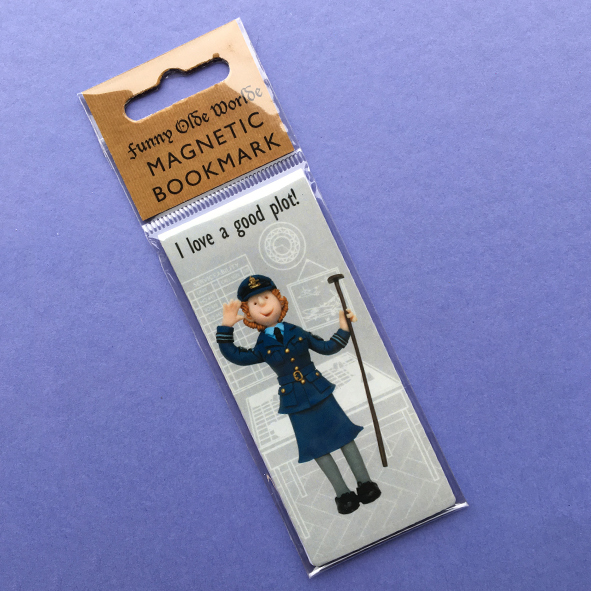 Funny Olde Worlde
MAGNETIC
BOOKMARK
I love a good plot!